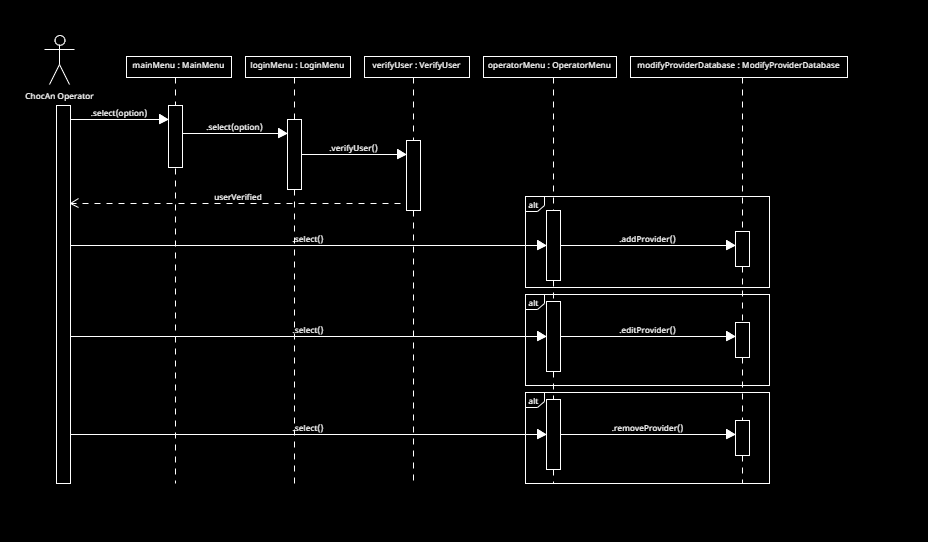 mainMenu : MainMenu
loginMenu : LoginMenu
verifyUser : VerifyUser
operatorMenu : OperatorMenu
modifyProviderDatabase : ModifyProviderDatabase
ChocAn Operator
.select(option)
.select(option)
.verifyUser()
userVerified
alt
.select()
.addProvider()
alt
.select()
.editProvider()
alt
.select()
.removeProvider()